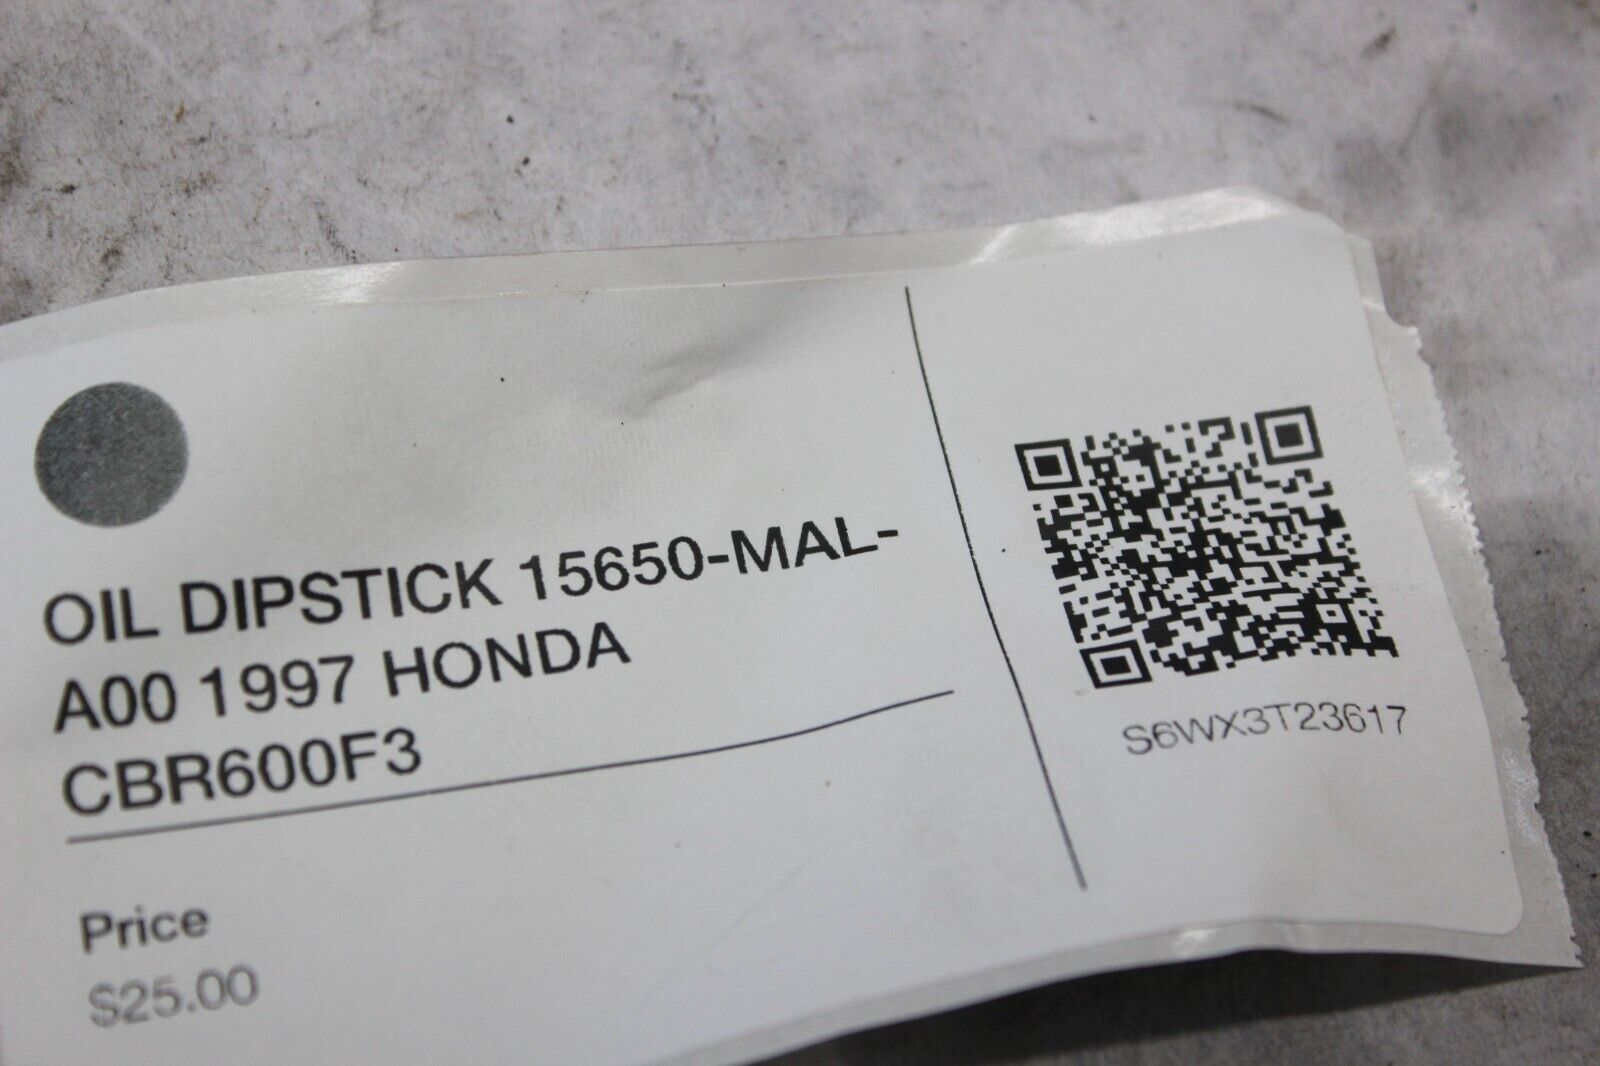 OIL DIPSTICK 15650-MAL-
A00 1997 HONDA
CBR600F3
Price
$25.00
S6WX3T23617